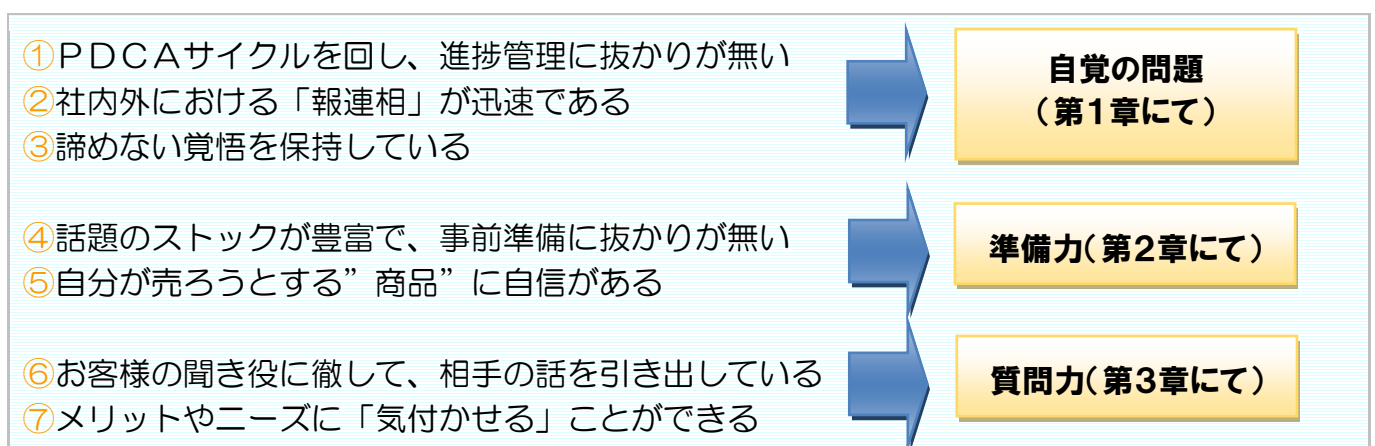 ①PDCAサイクルを回し、進捗管理に抜かりが無い
②社内外における「報連相」が迅速である
③諦めない覚悟を保持している
自覚の問題
(第1章にて)
④話題のストックが豊富で、事前準備に抜かりが無い
⑤自分が売ろうとする”商品”に自信がある
準備力(第2章にて)
⑥お客様の聞き役に徹して、相手の話を引き出している
⑦メリットやニーズに「気付かせる」ことができる
質問力(第3章にて)